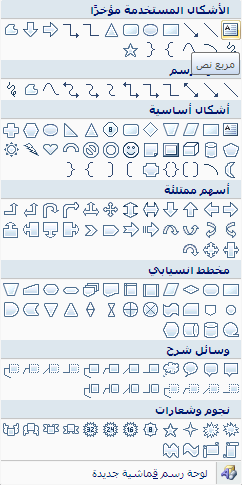 الأشكال المستخدمة مؤخرًا
مربع نص
رسم
أشكال أساسية
أسهم ممتلئة
مخطط انسيابي
وسائل شرح
نجوم وشعارات
لوحة رسم قماشية جديدة